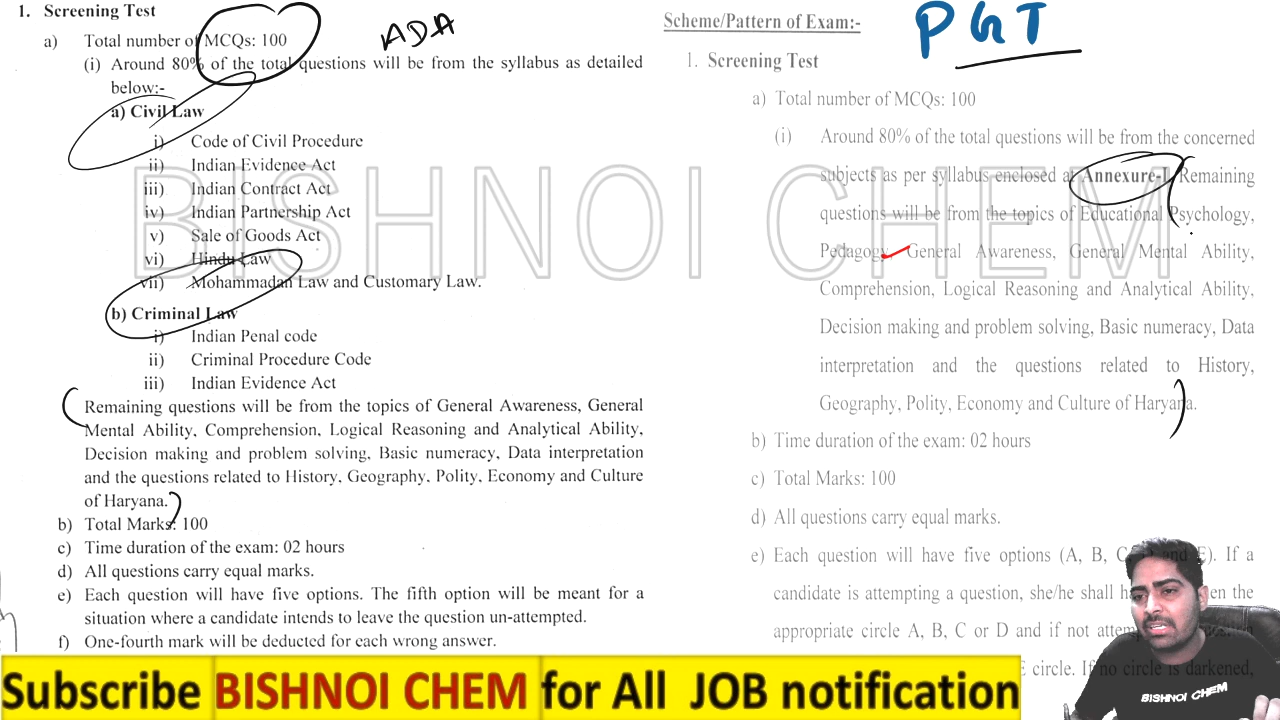 1. Screening Test
ADA
a) Total number of MCQs: 100
(i) Around 80% of the total questions will be from the syllabus as detailed
below:-
a) Civil Law
i) Code of Civil Procedure
ii) Indian Evidence Act
iii) Indian Contract Act
iv) Indian Partnership Act
v) Sale of Goods Act
vi) Hindu Law
vii) Mohammadan Law and Customary Law.
b) Criminal Law
i) Indian Penal code
ii) Criminal Procedure Code
iii) Indian Evidence Act
Remaining questions will be from the topics of General Awareness, General
Mental Ability, Comprehension, Logical Reasoning and Analytical Ability,
Decision making and problem solving, Basic numeracy, Data interpretation
and the questions related to History, Geography, Polity, Economy and Culture
of Haryana.
b) Total Marks: 100
c) Time duration of the exam: 02 hours
d) All questions carry equal marks.
e) Each question will have five options. The fifth option will be meant for a
situation where a candidate intends to leave the question un-attempted.
f) One-fourth mark will be deducted for each wrong answer.
Scheme/Pattern of Exam:-
PGT
1. Screening Test
a) Total number of MCQs: 100
(i) Around 80% of the total questions will be from the concerned
subjects as per syllabus enclosed at Annexure-I. Remaining
questions will be from the topics of Educational Psychology,
Pedagogy, General Awareness, General Mental Ability,
Comprehension, Logical Reasoning and Analytical Ability,
Decision making and problem solving, Basic numeracy, Data
interpretation and the questions related to History,
Geography, Polity, Economy and Culture of Haryana.
b) Time duration of the exam: 02 hours
c) Total Marks: 100
d) All questions carry equal marks.
e) Each question will have five options (A, B, C, D and E). If a
candidate is attempting a question, she/he shall en the
appropriate circle A, B, C or D and if not
E circle. If no circle is darkened,
BISHNOI CHEM
BISHNOI CHEM
Subscribe BISHNOI CHEM for All JOB notification